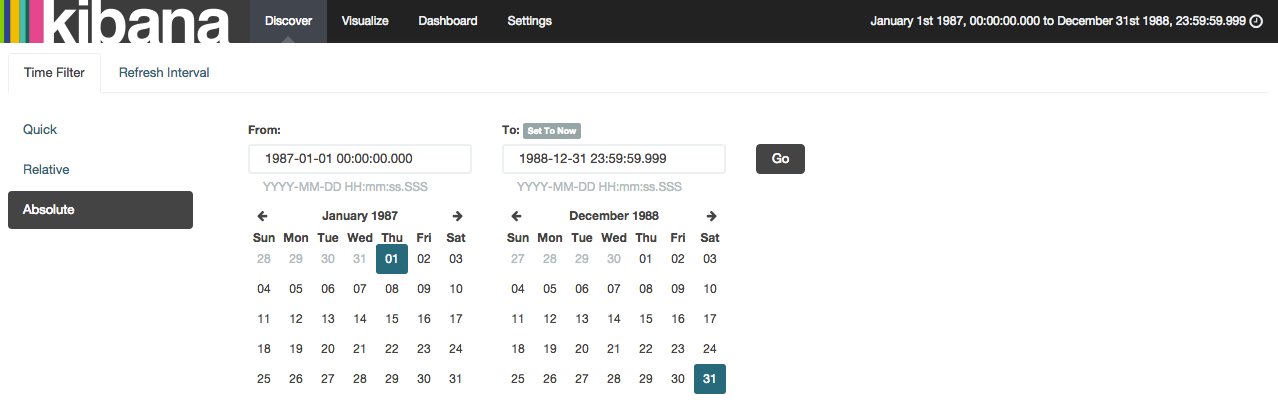 kibana Discover Visualize Dashboard Settings January 1st 1987, 00:00:00.000 to December 31st 1988, 23:59:59.999
Time Filter Refresh Interval
Quick
Relative
Absolute
From:
1987-01-01 00:00:00.000
YYYY-MM-DD HH:mm:ss.SSS
January 1987
Sun Mon Tue Wed Thu Fri Sat
28 29 30 31 01 02 03
04 05 06 07 08 09 10
11 12 13 14 15 16 17
18 19 20 21 22 23 24
25 26 27 28 29 30 31
To: Set To Now
1988-12-31 23:59:59.999
YYYY-MM-DD HH:mm:ss.SSS
December 1988
Sun Mon Tue Wed Thu Fri Sat
27 28 29 30 01 02 03
04 05 06 07 08 09 10
11 12 13 14 15 16 17
18 19 20 21 22 23 24
25 26 27 28 29 30 31
Go